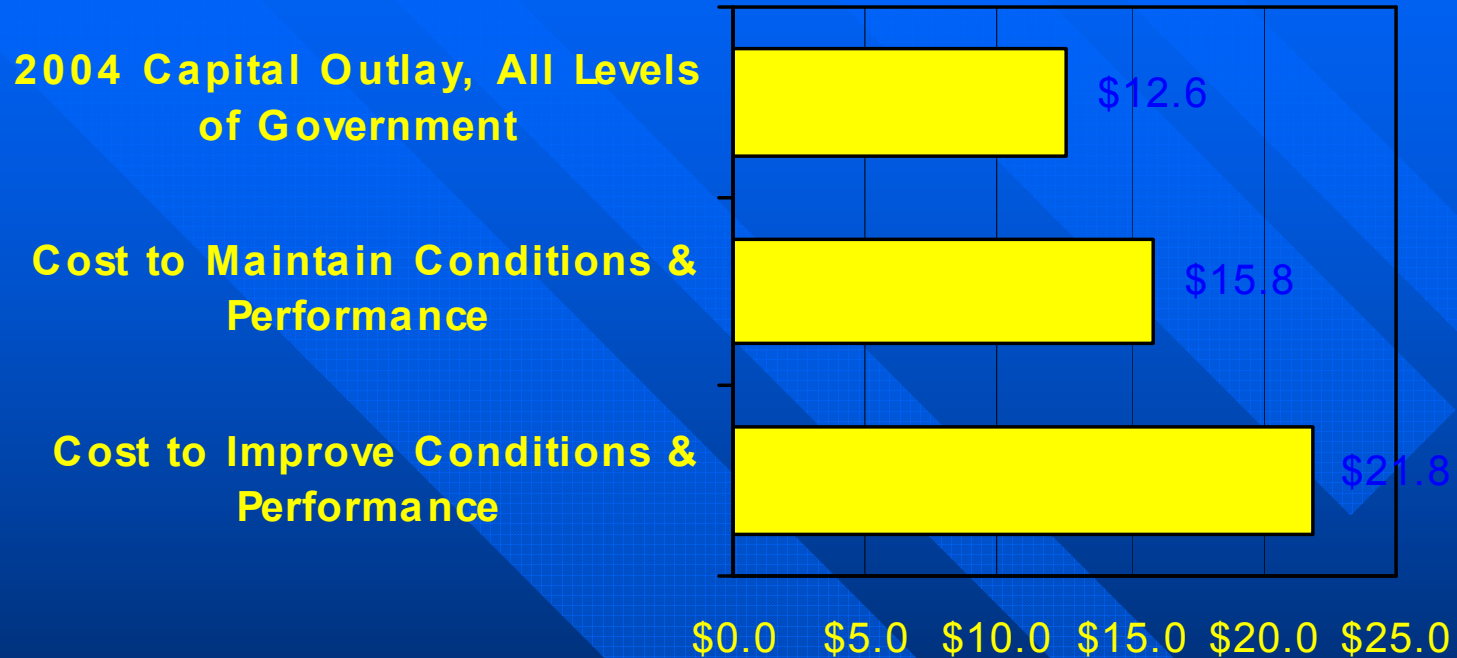 2004 Capital Outlay, All Levels
of Government
$12.6
Cost to Maintain Conditions &
Performance
$15.8
Cost to Improve Conditions &
Performance
$21.8
$0.0 $5.0 $10.0 $15.0 $20.0 $25.0